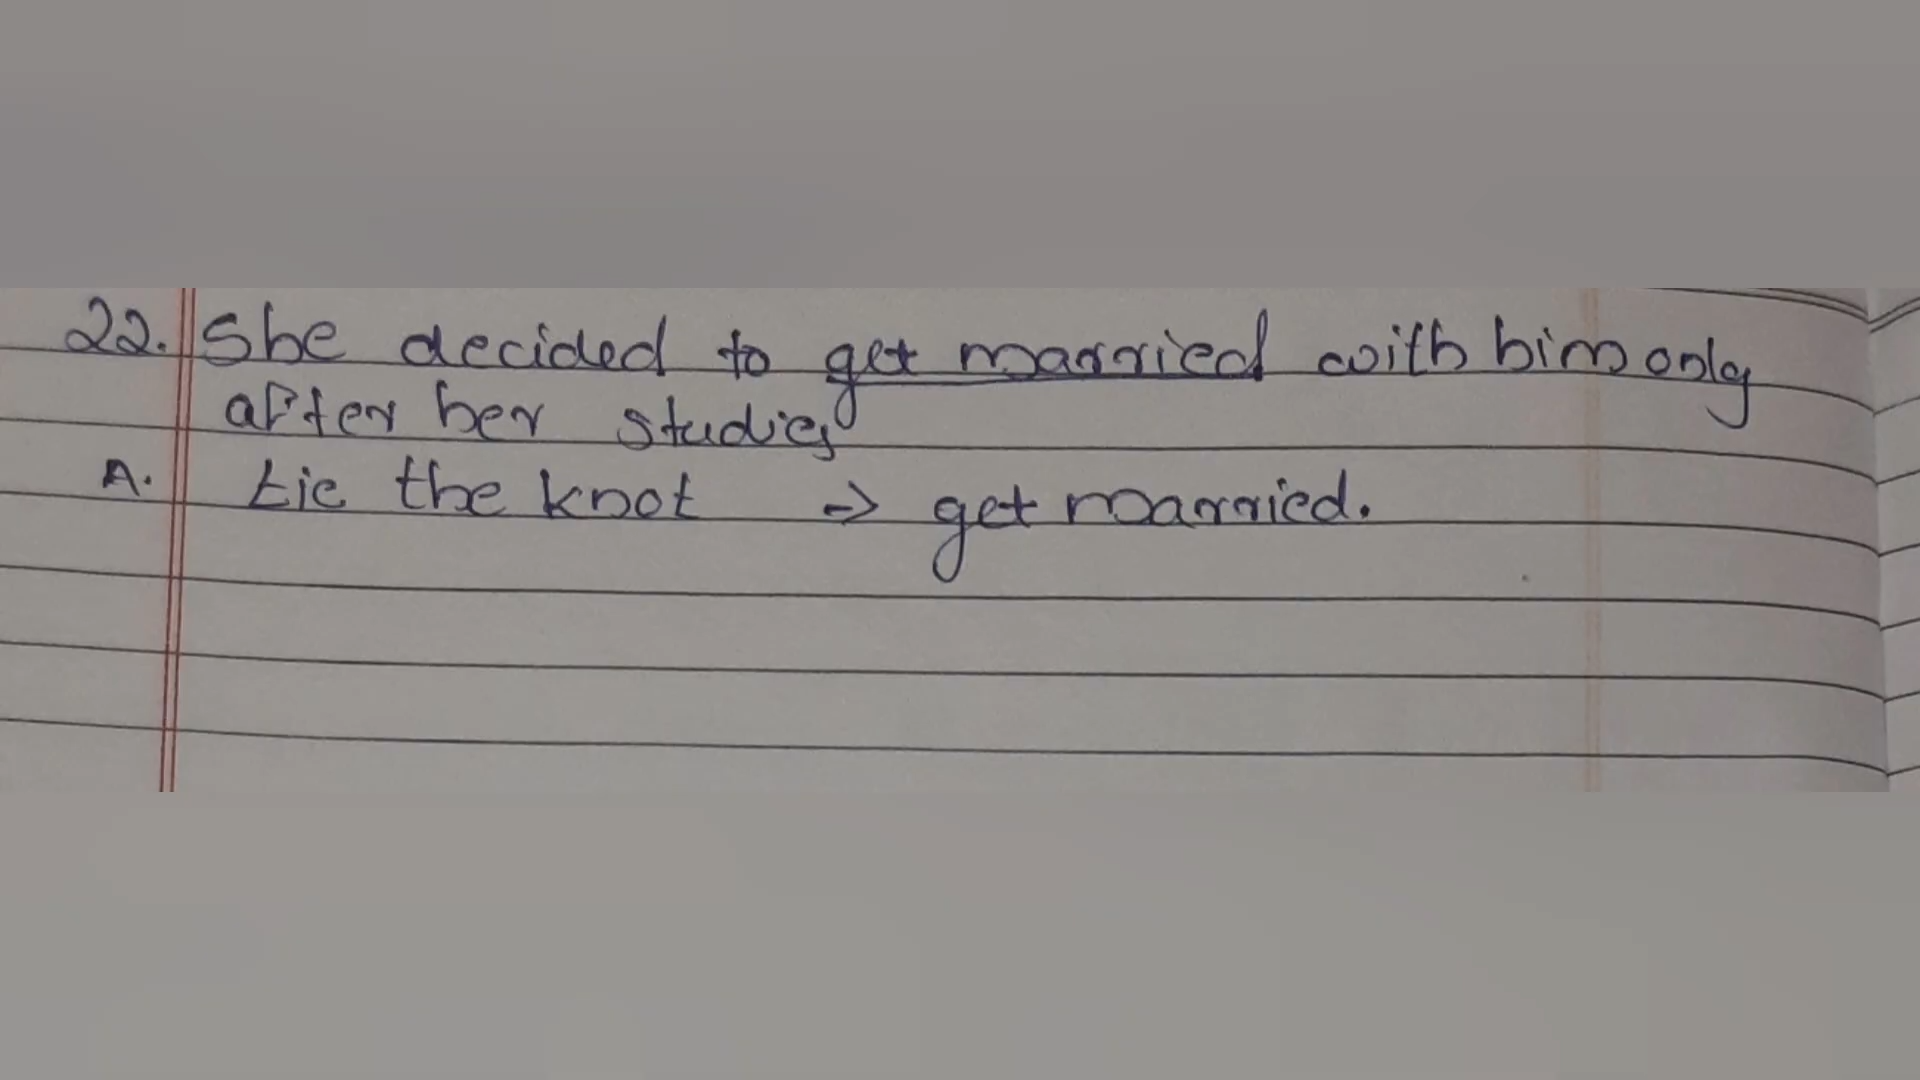 22. She decided to get married with him only
after her studies
A. tie the knot -> get married.